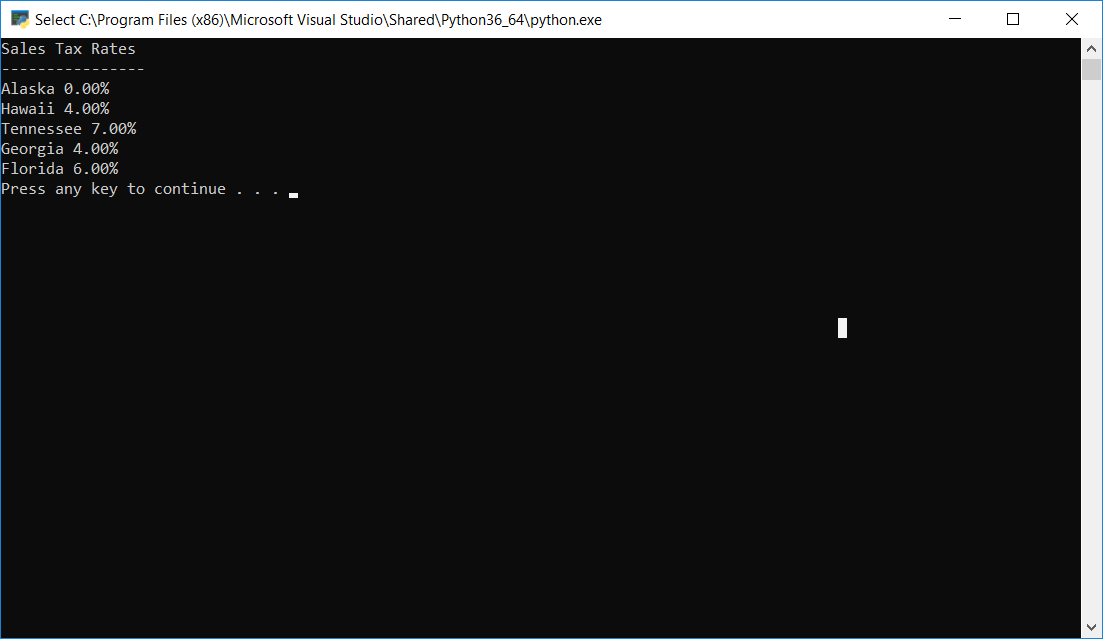 Select C:\Program Files (x86)\Microsoft Visual Studio\Shared\Python36_64\python.exe
Sales Tax Rates
----------------
Alaska 0.00%
Hawaii 4.00%
Tennessee 7.00%
Georgia 4.00%
Florida 6.00%
Press any key to continue . . .